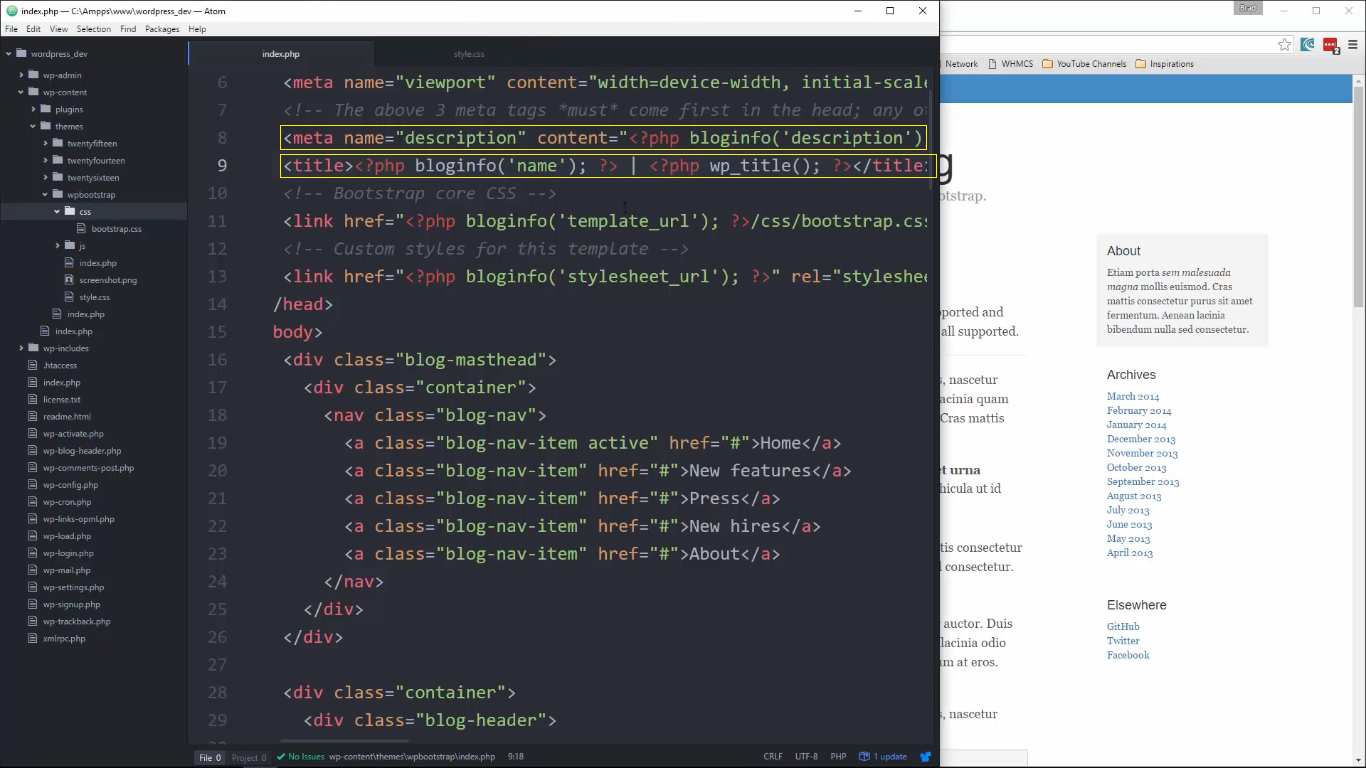 index.php — C:\Ampps\www\wordpress_dev — Atom
File Edit View Selection Find Packages Help
wordpress_dev
wp-admin
wp-content
plugins
themes
twentyfifteen
twentyfourteen
twentysixteen
wpbootstrap
css
bootstrap.css
js
index.php
screenshot.png
style.css
index.php
index.php
wp-includes
.htaccess
index.php
license.txt
readme.html
wp-activate.php
wp-blog-header.php
wp-comments-post.php
wp-config.php
wp-cron.php
wp-links-opml.php
wp-load.php
wp-login.php
wp-mail.php
wp-settings.php
wp-signup.php
wp-trackback.php
xmlrpc.php
index.php style.css
6 <meta name="viewport" content="width=device-width, initial-scale
7 <!-- The above 3 meta tags *must* come first in the head; any o
8 <meta name="description" content="<?php bloginfo('description')
9 <title><?php bloginfo('name'); ?> | <?php wp_title(); ?></title
10 <!-- Bootstrap core CSS -->
11 <link href="<?php bloginfo('template_url'); ?>/css/bootstrap.css
12 <!-- Custom styles for this template -->
13 <link href="<?php bloginfo('stylesheet_url'); ?>" rel="styleshee
14 /head>
15 body>
16 <div class="blog-masthead">
17 <div class="container">
18 <nav class="blog-nav">
19 <a class="blog-nav-item active" href="#">Home</a>
20 <a class="blog-nav-item" href="#">New features</a>
21 <a class="blog-nav-item" href="#">Press</a>
22 <a class="blog-nav-item" href="#">New hires</a>
23 <a class="blog-nav-item" href="#">About</a>
24 </nav>
25 </div>
26 </div>
27
28 <div class="container">
29 <div class="blog-header">
File 0 Project 0 No Issues wp-content\themes\wpbootstrap\index.php 9:18 CRLF UTF-8 PHP 1 update
Brad
2
Network WHMCS YouTube Channels Inspirations
g
strap.
ported and
all supported.
s, nascetur
acinia quam
Cras mattis
et urna
hicula ut id
tis consectetur
d consectetur.
auctor. Duis
lacinia odio
um at eros.
s, nascetur
About
Etiam porta sem malesuada
magna mollis euismod. Cras
mattis consectetur purus sit amet
fermentum. Aenean lacinia
bibendum nulla sed consectetur.
Archives
March 2014
February 2014
January 2014
December 2013
November 2013
October 2013
September 2013
August 2013
July 2013
June 2013
May 2013
April 2013
Elsewhere
GitHub
Twitter
Facebook